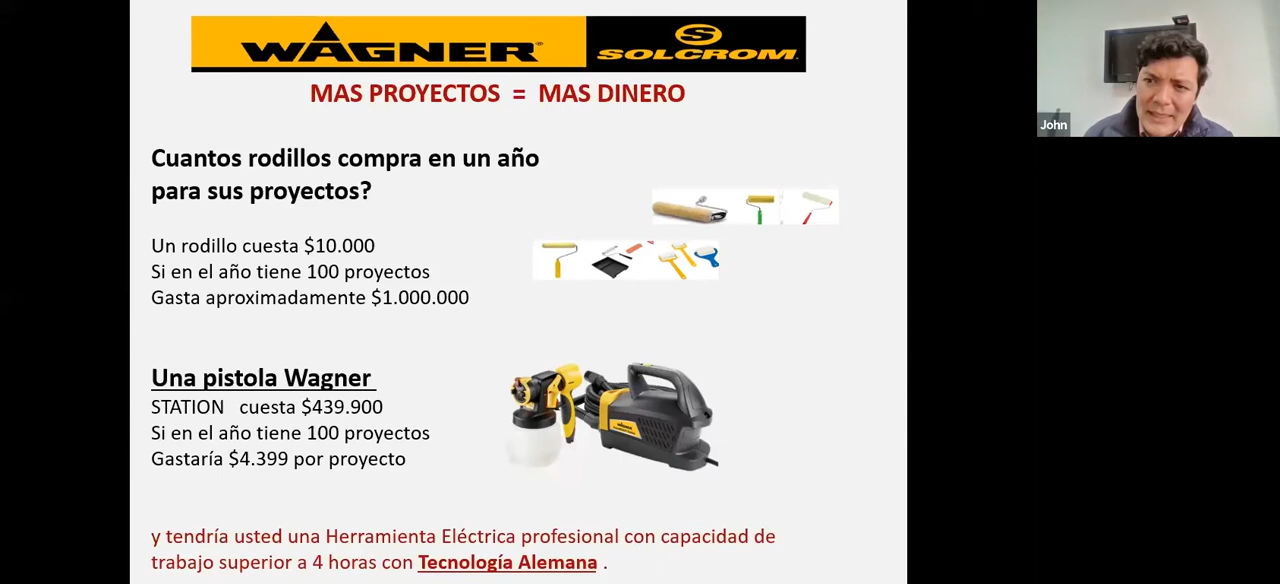 WAGNER
SOLCROM
MAS PROYECTOS = MAS DINERO
John
Cuantos rodillos compra en un año
para sus proyectos?
Un rodillo cuesta $10.000
Si en el año tiene 100 proyectos
Gasta aproximadamente $1.000.000
Una pistola Wagner
STATION cuesta $439.900
Si en el año tiene 100 proyectos
Gastaría $4.399 por proyecto
WAGNER
y tendría usted una Herramienta Eléctrica profesional con capacidad de
trabajo superior a 4 horas con Tecnología Alemana .